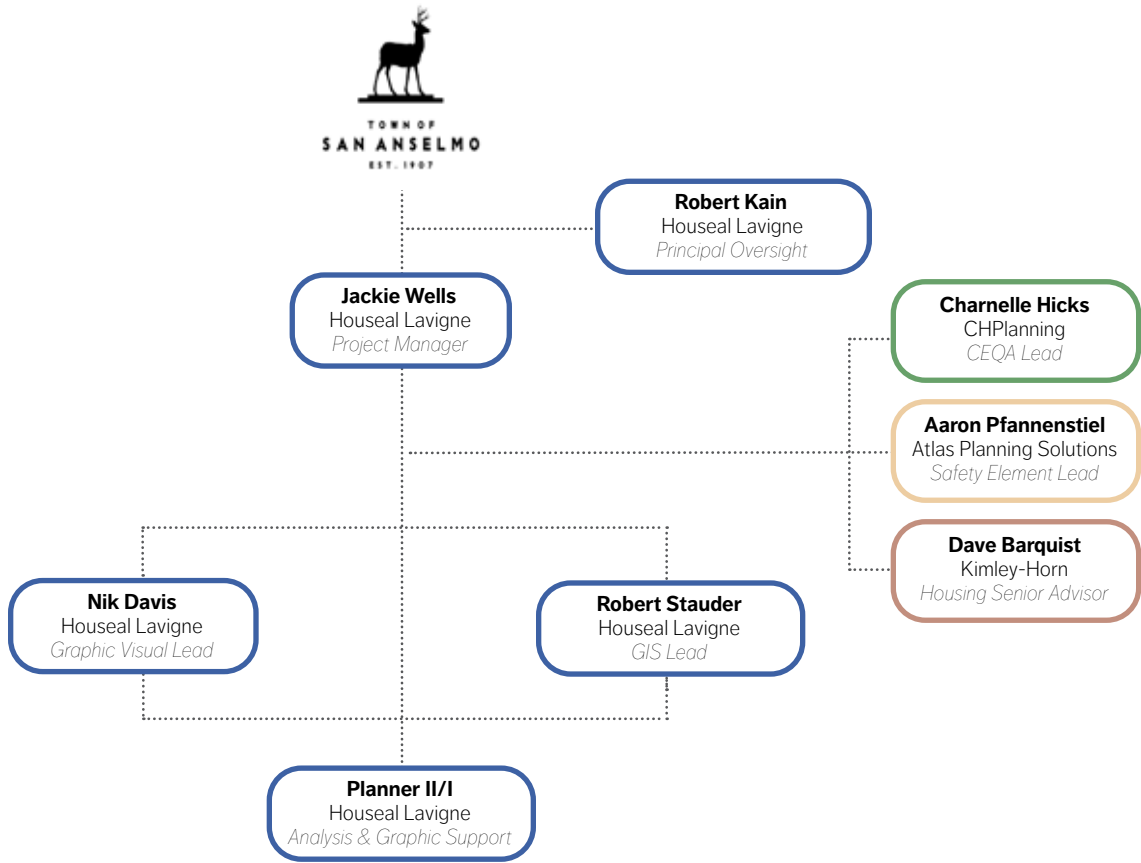 TOWN OF
SAN ANSELMO
EST. 1907
Robert Kain
Houseal Lavigne
Principal Oversight
Jackie Wells
Houseal Lavigne
Project Manager
Charnelle Hicks
CHPlanning
CEQA Lead
Aaron Pfannenstiel
Atlas Planning Solutions
Safety Element Lead
Dave Barquist
Kimley-Horn
Housing Senior Advisor
Nik Davis
Houseal Lavigne
Graphic Visual Lead
Robert Stauder
Houseal Lavigne
GIS Lead
Planner II/I
Houseal Lavigne
Analysis & Graphic Support